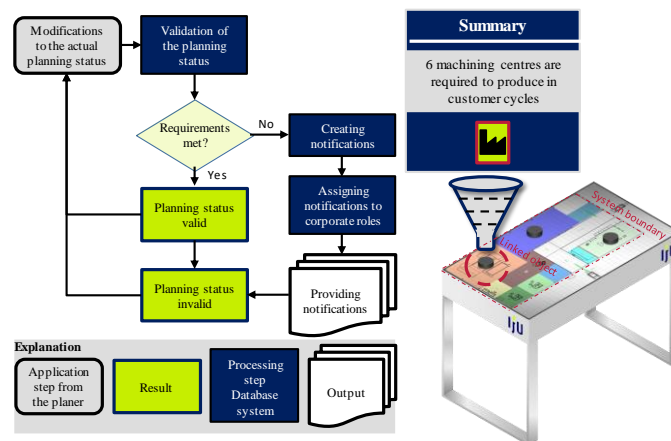 Modifications
to the actual
planning status
Validation of
the planning
status
Requirements
met?
No
Yes
Creating
notifications
Assigning
notifications to
corporate roles
Providing
notifications
Planning status
valid
Planning status
invalid
Summary
6 machining centres are
required to produce in
customer cycles
System boundary
Linked object
Explanation
Application
step from
the planer
Result
Processing
step
Database
system
Output